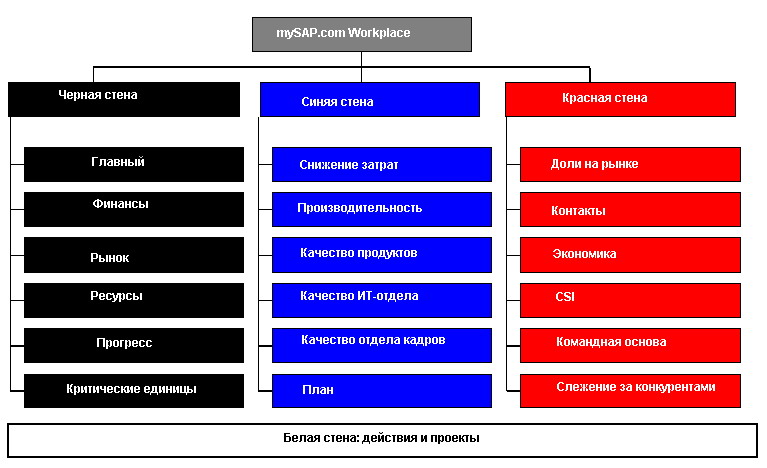 mySAP.com Workplace
Черная стена
Синяя стена
Красная стена
Главный
Снижение затрат
Доли на рынке
Финансы
Производительность
Контакты
Рынок
Качество продуктов
Экономика
Ресурсы
Качество ИТ-отдела
CSI
Прогресс
Качество отдела кадров
Командная основа
Критические единицы
План
Слежение за конкурентами
Белая стена: действия и проекты